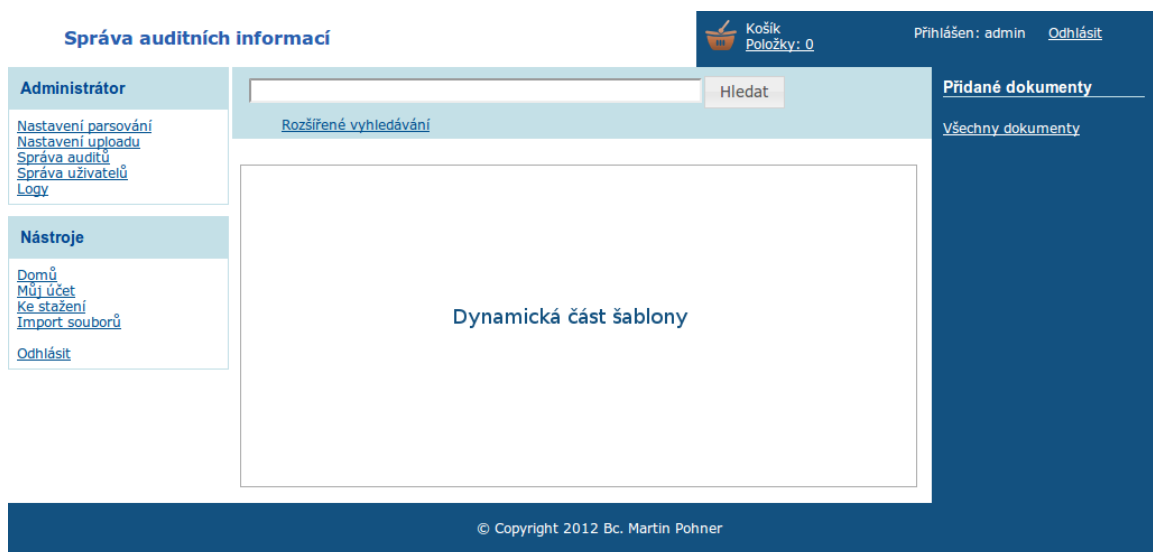 Správa auditních informací
Košík
Položky: 0
Přihlášen: admin Odhlásit
Administrátor
Nastavení parsování
Nastavení uploadu
Správa auditů
Správa uživatelů
Logy
Nástroje
Domů
Můj účet
Ke stažení
Import souborů
Odhlásit
Hledat
Rozšířené vyhledávání
Dynamická část šablony
Přidané dokumenty
Všechny dokumenty
© Copyright 2012 Bc. Martin Pohner